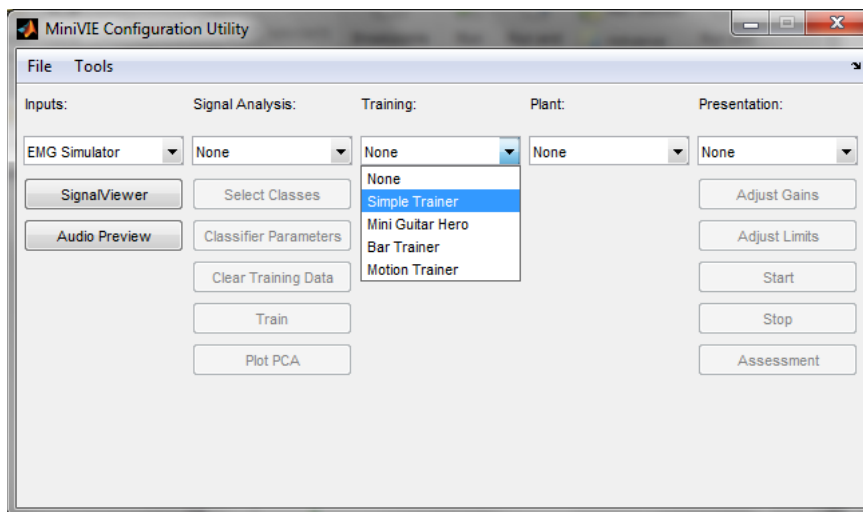 MiniVIE Configuration Utility
File Tools
Inputs: Signal Analysis: Training: Plant: Presentation:
EMG Simulator None None None None
None
SignalViewer Select Classes Simple Trainer Adjust Gains
Mini Guitar Hero
Audio Preview Classifier Parameters Bar Trainer Adjust Limits
Motion Trainer
Clear Training Data Start
Train Stop
Plot PCA Assessment